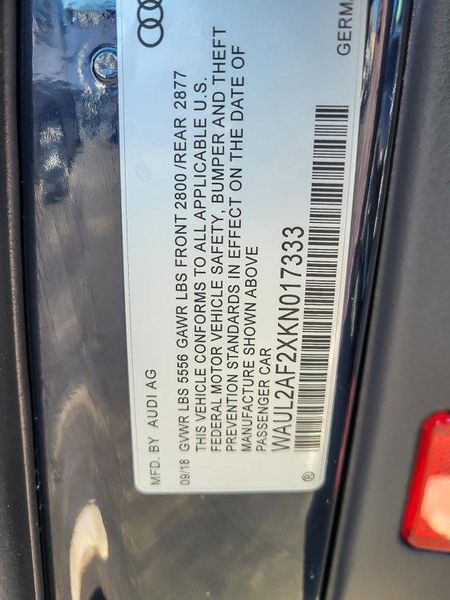 MFD. BY AUDI AG
GERMA
09/18 GVWR LBS 5556 GAWR LBS FRONT 2800 /REAR 2877
THIS VEHICLE CONFORMS TO ALL APPLICABLE U.S.
FEDERAL MOTOR VEHICLE SAFETY, BUMPER AND THEFT
PREVENTION STANDARDS IN EFFECT ON THE DATE OF
MANUFACTURE SHOWN ABOVE
PASSENGER CAR
WAUL2AF2XKN017333
®